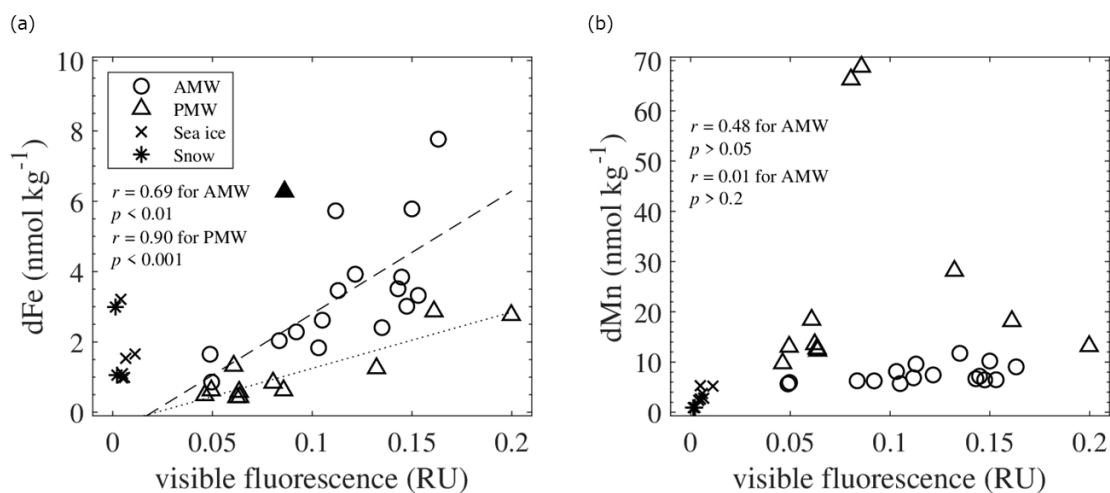 (a)
10
8
6
4
2
0
dFe (nmol kg-1)
AMW
PMW
Sea ice
Snow
r = 0.69 for AMW
p < 0.01
r = 0.90 for PMW
p < 0.001
0
0.05
0.1
0.15
0.2
visible fluorescence (RU)
(b)
70
60
50
40
30
20
10
0
dMn (nmol kg-1)
r = 0.48 for AMW
p > 0.05
r = 0.01 for AMW
p > 0.2
0
0.05
0.1
0.15
0.2
visible fluorescence (RU)